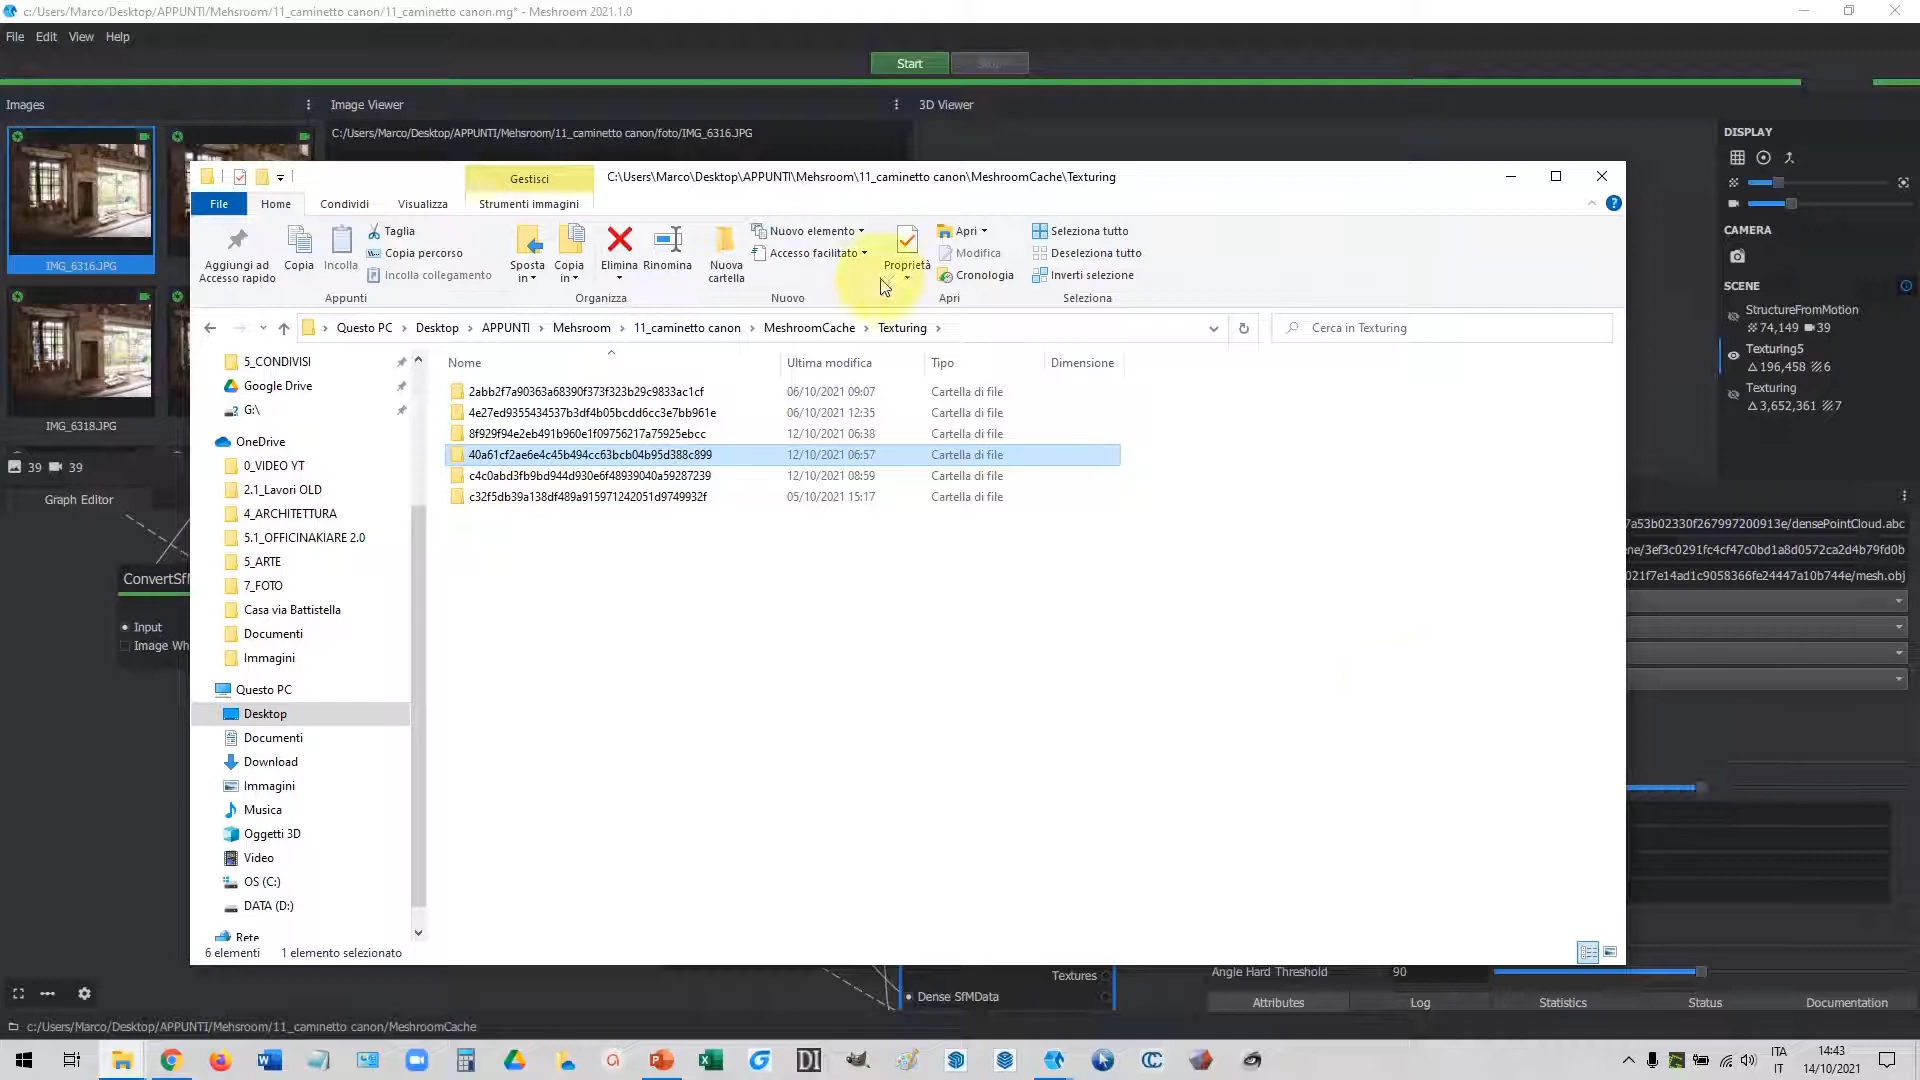 c:/Users/Marco/Desktop/APPUNTI/Mehsroom/11_caminetto canon/11_caminetto canon.mg* - Meshroom 2021.1.0
File Edit View Help
Start
Images
Image Viewer
3D Viewer
C:/Users/Marco/Desktop/APPUNTI/Mehsroom/11_caminetto canon/foto/IMG_6316.JPG
DISPLAY
CAMERA
SCENE
StructureFromMotion
74,149 39
Texturing5
196,458 6
Texturing
3,652,361 7
IMG_6316.JPG
IMG_6318.JPG
39 39
Graph Editor
ConvertSf
Input
Image Wh
Gestisci
C:\Users\Marco\Desktop\APPUNTI\Mehsroom\11_caminetto canon\MeshroomCache\Texturing
File Home Condividi Visualizza Strumenti immagini
Aggiungi ad
Accesso rapido
Copia
Incolla
Taglia
Copia percorso
Incolla collegamento
Appunti
Sposta
in
Copia
in
Elimina
Rinomina
Organizza
Nuova
cartella
Nuovo elemento
Accesso facilitato
Nuovo
Proprietà
Apri
Modifica
Cronologia
Apri
Seleziona tutto
Deseleziona tutto
Inverti selezione
Seleziona
Questo PC Desktop APPUNTI Mehsroom 11_caminetto canon MeshroomCache Texturing
Cerca in Texturing
5_CONDIVISI
Google Drive
G:\
OneDrive
0_VIDEO YT
2.1_Lavori OLD
4_ARCHITETTURA
5.1_OFFICINAKIARE 2.0
5_ARTE
7_FOTO
Casa via Battistella
Documenti
Immagini
Questo PC
Desktop
Documenti
Download
Immagini
Musica
Oggetti 3D
Video
OS (C:)
DATA (D:)
Rete
Nome Ultima modifica Tipo Dimensione
2abb2f7a90363a68390f373f323b29c9833ac1cf 06/10/2021 09:07 Cartella di file
4e27ed9355434537b3df4b05bcdd6cc3e7bb961e 06/10/2021 12:35 Cartella di file
8f929f94e2eb491b960e1f09756217a75925ebcc 12/10/2021 06:38 Cartella di file
40a61cf2ae6e4c45b494cc63bcb04b95d388c899 12/10/2021 06:57 Cartella di file
c4c0abd3fb9bd944d930e6f48939040a59287239 12/10/2021 08:59 Cartella di file
c32f5db39a138df489a915971242051d9749932f 05/10/2021 15:17 Cartella di file
6 elementi 1 elemento selezionato
7a53b02330f267997200913e/densePointCloud.abc
ne/3ef3c0291fc4cf47c0bd1a8d0572ca2d4b79fd0b
021f7e14ad1c9058366fe24447a10b744e/mesh.obj
Textures
Dense SfMData
Angle Hard Threshold 90
Attributes Log Statistics Status Documentation
c:/Users/Marco/Desktop/APPUNTI/Mehsroom/11_caminetto canon/MeshroomCache
ITA
IT
14:43
14/10/2021